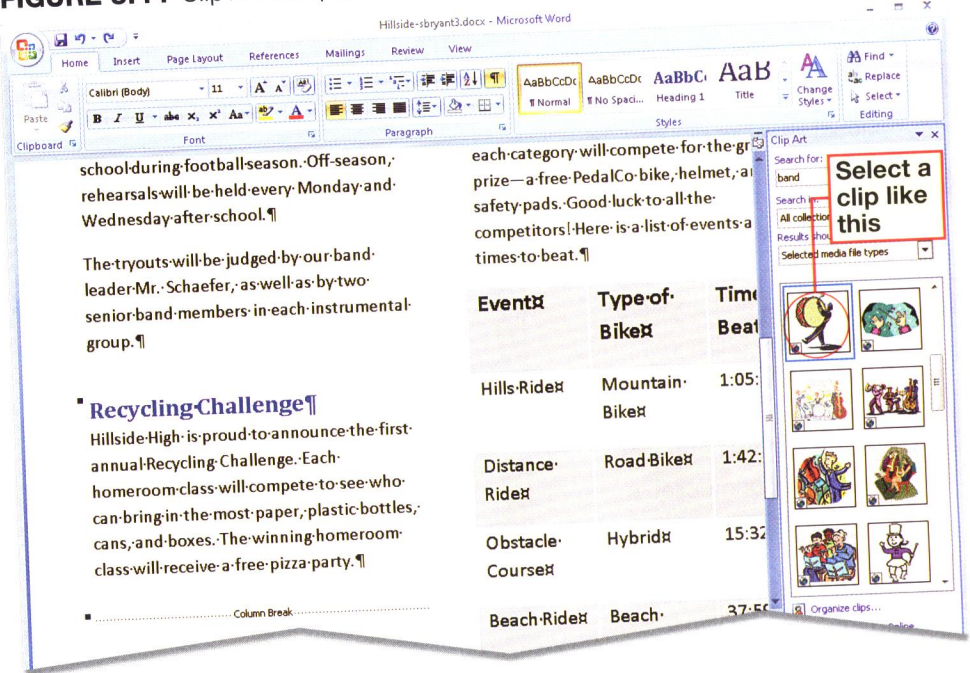 Hillside-sbryant3.docx - Microsoft Word
Home Insert Page Layout References Mailings Review View
Paste
Clipboard
Calibri (Body) 11
B I U abe x₂ x² Aa A
Font
Paragraph
AaBbCcDc AaBbCcDc AaBbC AaB
¶ Normal ¶ No Spaci... Heading 1 Title
Change
Styles
Styles
Find
Replace
Select
Editing
school·during·football·season.·Off-season,·
rehearsals·will·be·held·every·Monday·and·
Wednesday·after·school.¶
The·tryouts·will·be·judged·by·our·band·
leader·Mr.·Schaefer,·as·well·as·by·two·
senior·band·members·in·each·instrumental·
group.¶
Recycling·Challenge¶
Hillside·High·is·proud·to·announce·the·first·
annual·Recycling·Challenge.·Each·
homeroom·class·will·compete·to·see·who·
can·bring·in·the·most·paper,·plastic·bottles,·
cans,·and·boxes.·The·winning·homeroom·
class·will·receive·a·free·pizza·party.¶
Column Break
each·category·will·compete·for·the·gr
prize—a·free·PedalCo·bike,·helmet,·a
safety·pads.·Good·luck·to·all·the·
competitors!·Here·is·a·list·of·events·a
times·to·beat.¶
Event¤ Type·of· Time
Bike¤ Beat
Hills·Ride¤ Mountain· 1:05:
Bike¤
Distance· Road·Bike¤ 1:42:
Ride¤
Obstacle· Hybrid¤ 15:32
Course¤
Beach·Ride¤ Beach· 37:59
Clip Art
Search for:
band
Search in:
All collection
Results shou
Selected media file types
Select a
clip like
this
Organize clips...